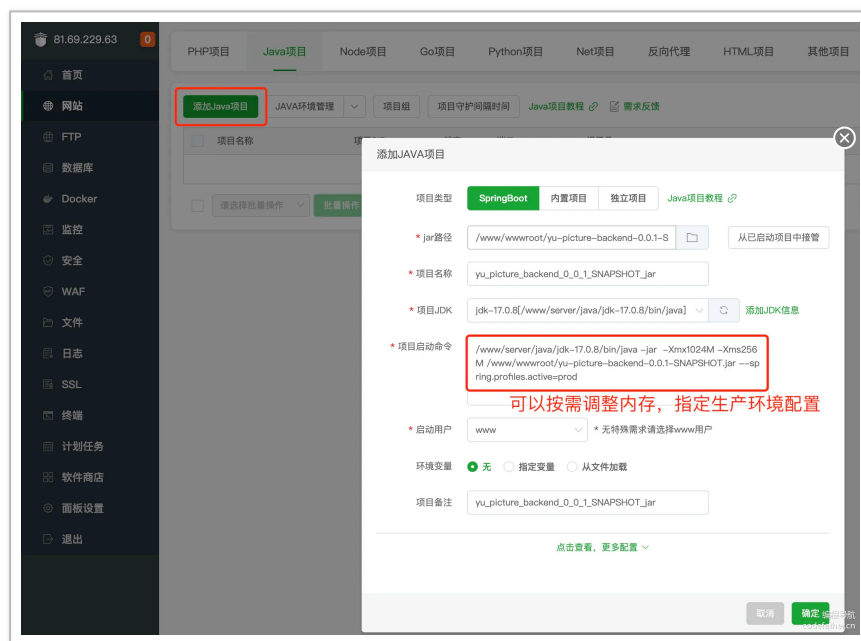 81.69.229.63
0
首页
网站
FTP
数据库
Docker
监控
安全
WAF
文件
日志
SSL
终端
计划任务
软件商店
面板设置
退出
PHP项目 Java项目 Node项目 Go项目 Python项目 Net项目 反向代理 HTML项目 其他项目
添加Java项目 JAVA环境管理 项目组 项目守护间隔时间 Java项目教程 需求反馈
项目名称
请选择批量操作 批量操作
添加JAVA项目
项目类型 SpringBoot 内置项目 独立项目 Java项目教程
* jar路径 /www/wwwroot/yu-picture-backend-0.0.1-S 从已启动项目中接管
* 项目名称 yu_picture_backend_0_0_1_SNAPSHOT_jar
* 项目JDK jdk-17.0.8[/www/server/java/jdk-17.0.8/bin/java] 添加JDK信息
* 项目启动命令 /www/server/java/jdk-17.0.8/bin/java -jar -Xmx1024M -Xms256
M /www/wwwroot/yu-picture-backend-0.0.1-SNAPSHOT.jar --sp
ring.profiles.active=prod
可以按需调整内存，指定生产环境配置
* 启动用户 www * 无特殊需求请选择www用户
环境变量 无 指定变量 从文件加载
项目备注 yu_picture_backend_0_0_1_SNAPSHOT_jar
点击查看，更多配置
取消 确定
编程导航
codefather.cn